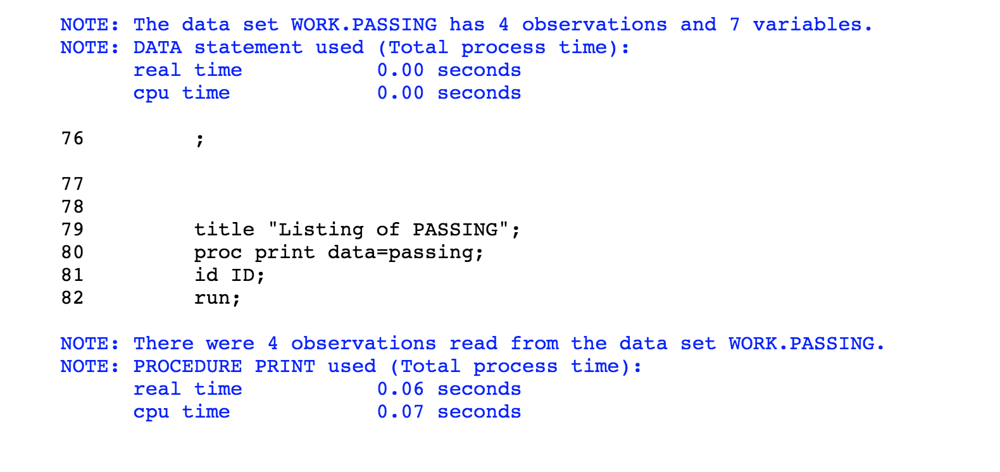 NOTE: The data set WORK.PASSING has 4 observations and 7 variables.
NOTE: DATA statement used (Total process time):
      real time           0.00 seconds
      cpu time            0.00 seconds
76         ;
77
78
79         title "Listing of PASSING";
80         proc print data=passing;
81         id ID;
82         run;
NOTE: There were 4 observations read from the data set WORK.PASSING.
NOTE: PROCEDURE PRINT used (Total process time):
      real time           0.06 seconds
      cpu time            0.07 seconds